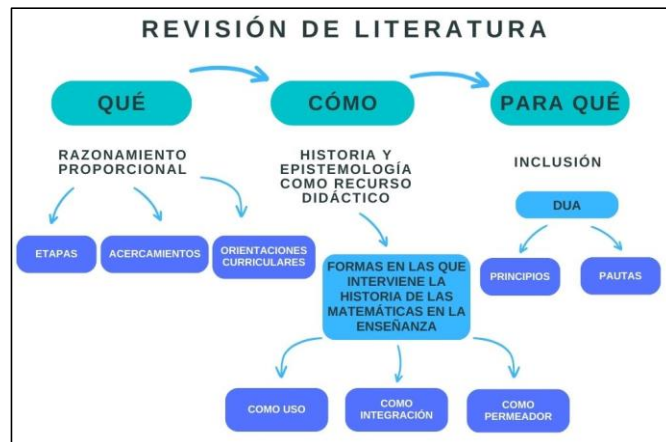 REVISIÓN DE LITERATURA
QUÉ
CÓMO
PARA QUÉ
RAZONAMIENTO
PROPORCIONAL
HISTORIA Y
EPISTEMOLOGÍA
COMO RECURSO
DIDÁCTICO
INCLUSIÓN
DUA
ETAPAS
ACERCAMIENTOS
ORIENTACIONES
CURRICULARES
FORMAS EN LAS QUE
INTERVIENE LA
HISTORIA DE LAS
MATEMÁTICAS EN LA
ENSEÑANZA
PRINCIPIOS
PAUTAS
COMO USO
COMO
INTEGRACIÓN
COMO
PERMEADOR